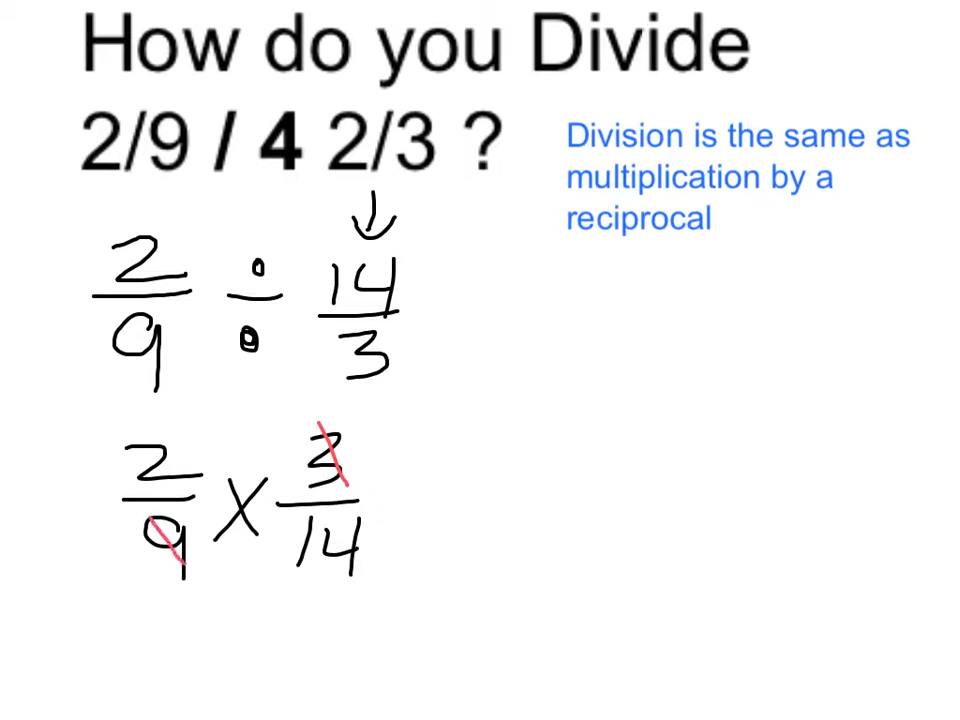 How do you Divide
2/9 / 4 2/3 ?
Division is the same as
multiplication by a
reciprocal
2/9 ÷ 14/3
2/9 X 3/14